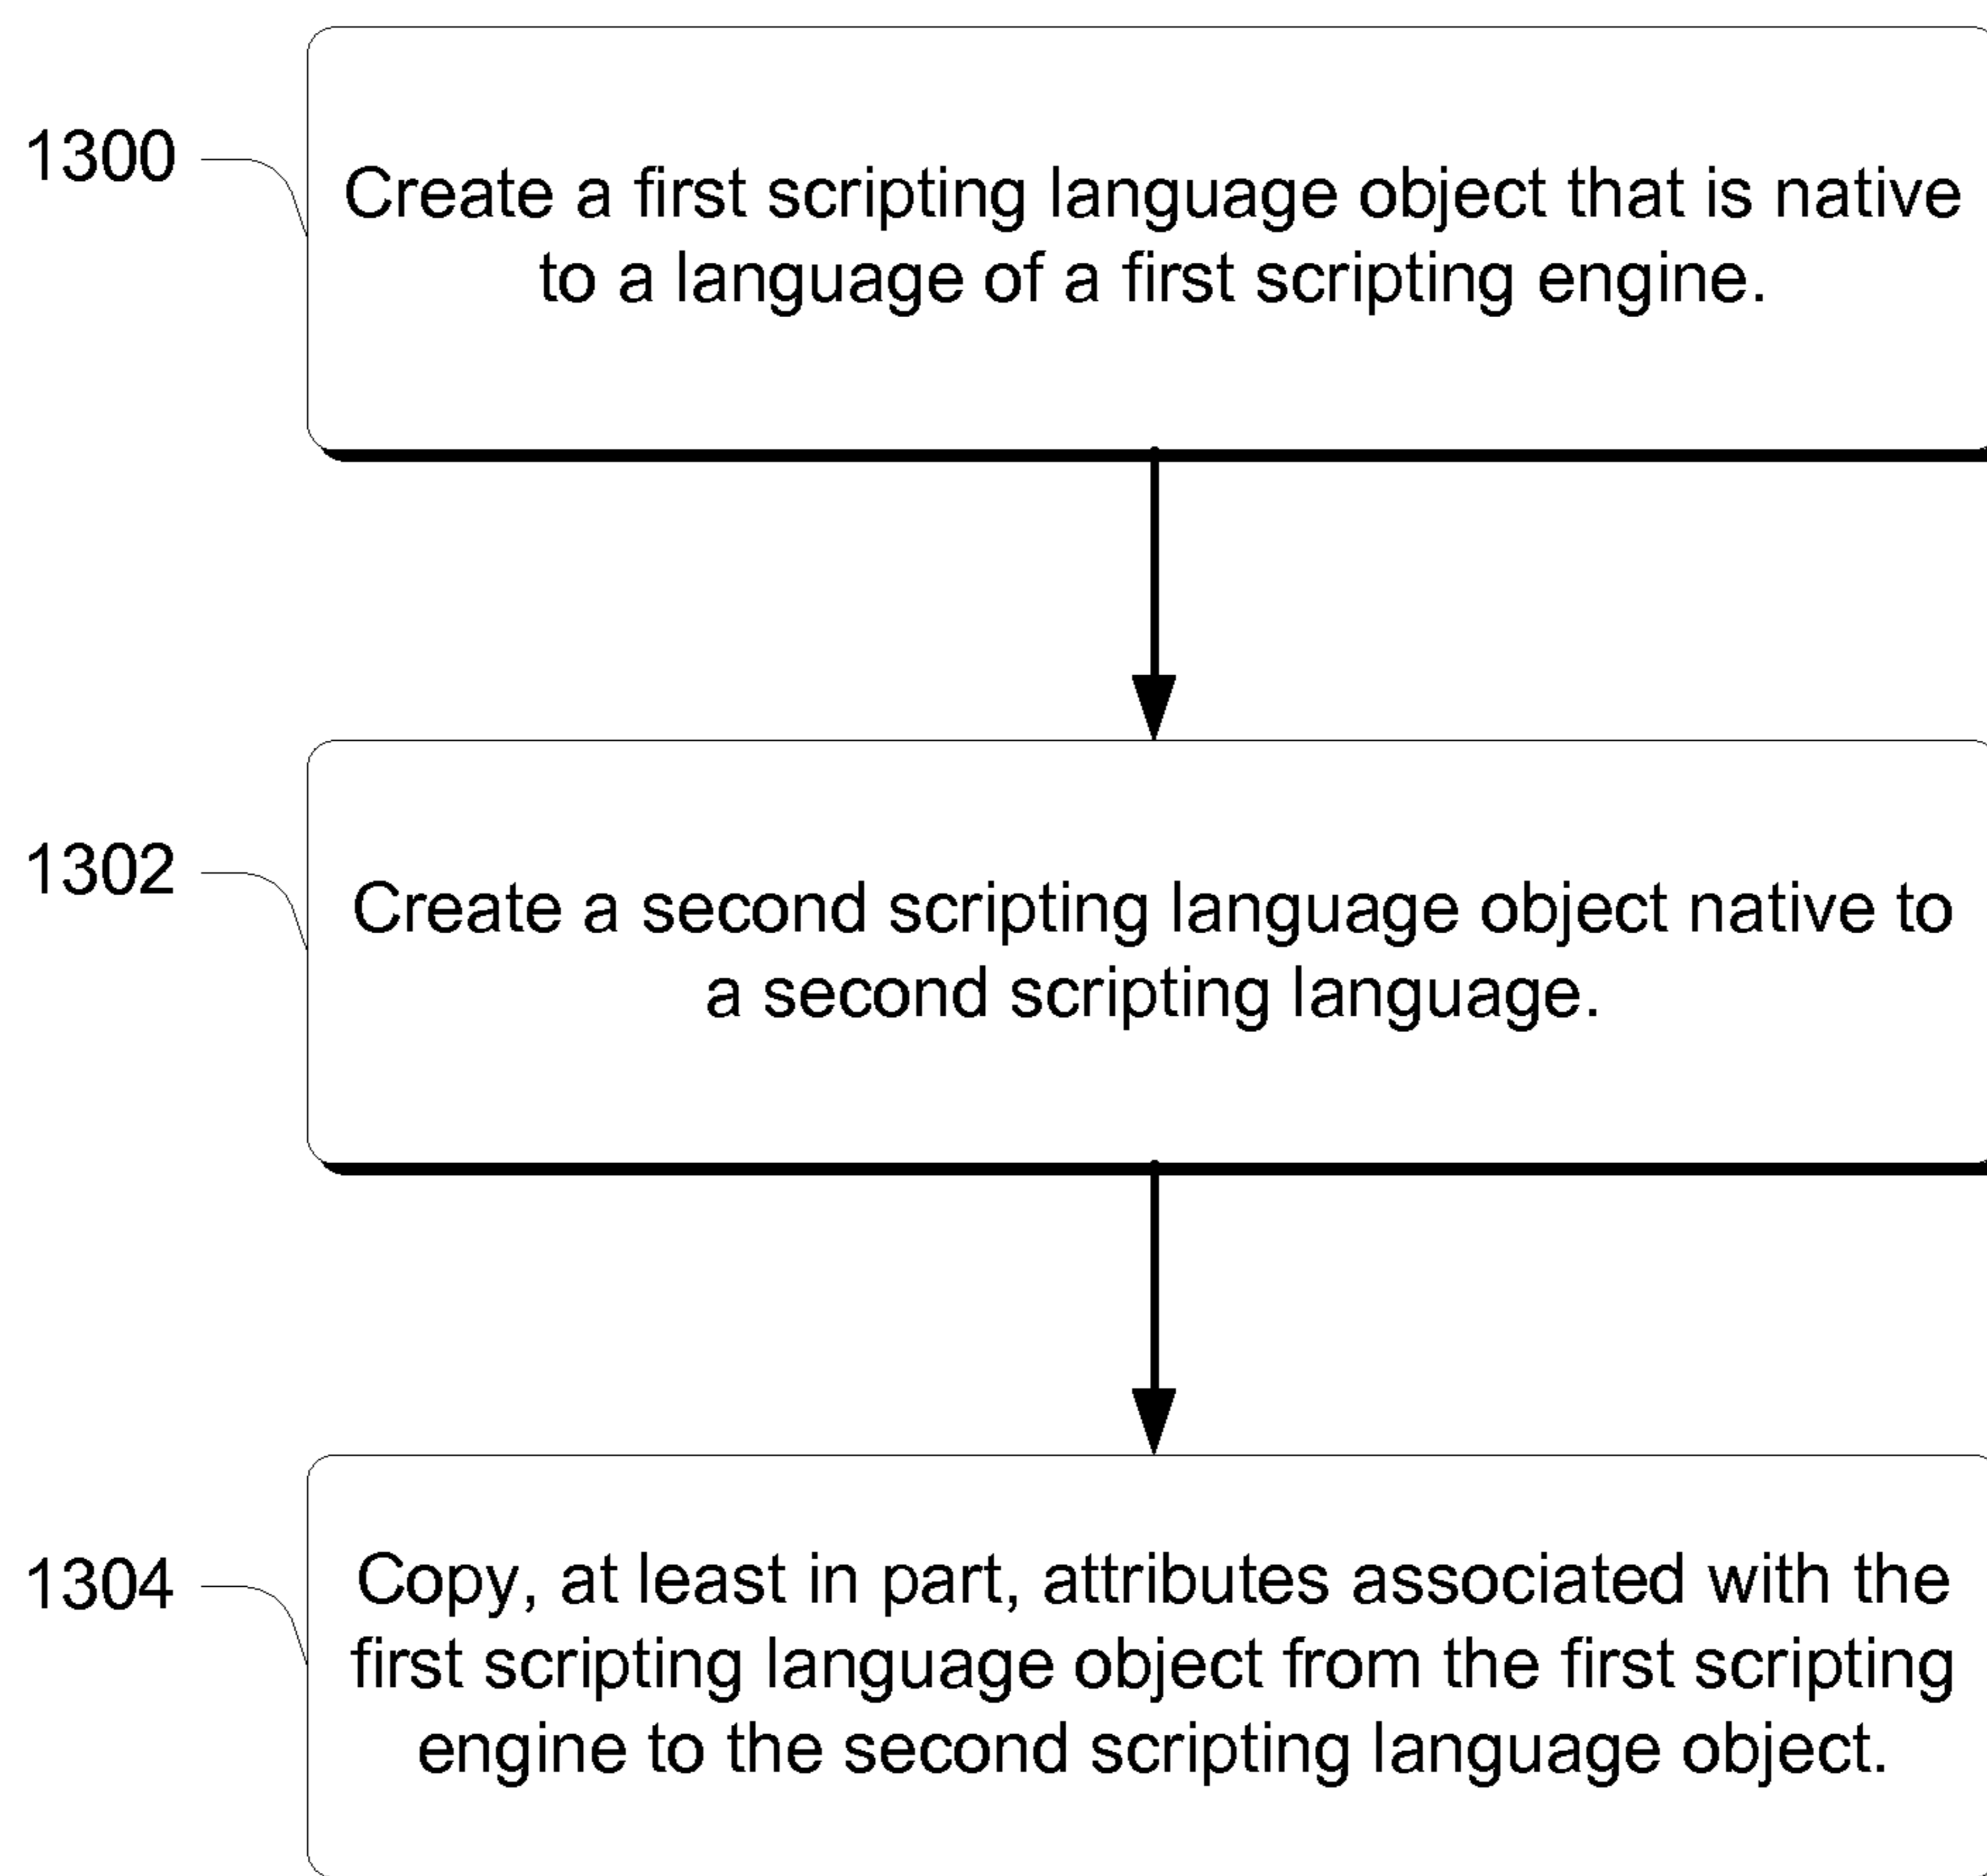 1300
Create a first scripting language object that is native
to a language of a first scripting engine.
1302
Create a second scripting language object native to
a second scripting language.
1304
Copy, at least in part, attributes associated with the
first scripting language object from the first scripting
engine to the second scripting language object.